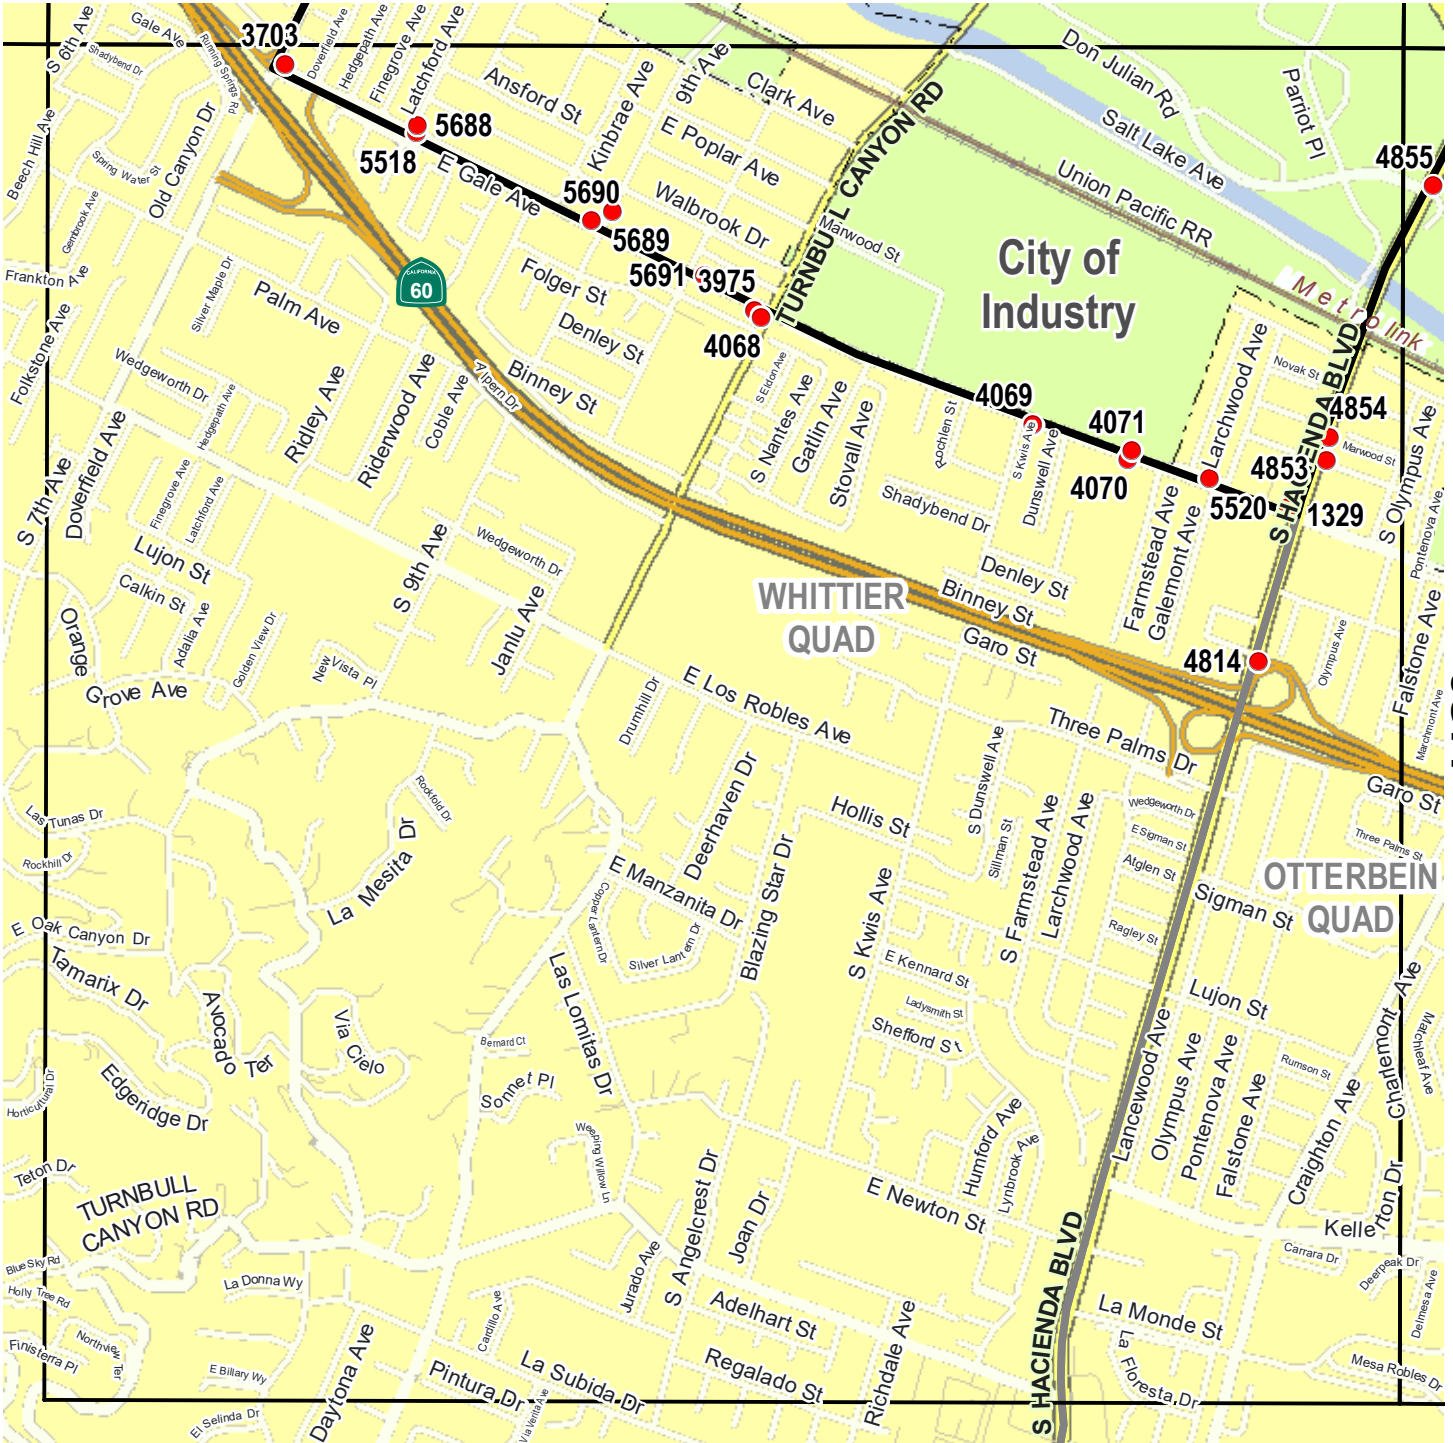 S 6th Ave
Gale Ave
Shadybend Dr
Running Springs Rd
3703
Doverfield Ave
Hedgepath Ave
Finegrove Ave
Latchford Ave
Ansford St
Kinbrae Ave
9th Ave
Clark Ave
E Poplar Ave
Don Julian Rd
Parriot Pl
Salt Lake Ave
Union Pacific RR
Metrolink
4855
5688
5518
E Gale Ave
5690
5689
5691
3975
4068
Walbrook Dr
Marwood St
TURNBULL CANYON RD
City of
Industry
Beech Hill Ave
Spring Water St
Old Canyon Dr
Gembrook Ave
Frankton Ave
Folkstone Ave
Silver Maple Dr
Palm Ave
CALIFORNIA
60
Folger St
Denley St
Binney St
Alpern Dr
Wedgeworth Dr
Hedgepath Ave
Ridley Ave
Riderwood Ave
Coble Ave
S Eldon Ave
S Nantes Ave
Gatlin Ave
Stovall Ave
Rochlen St
4069
S Kwis Ave
Dunswell Ave
4071
4070
Larchwood Ave
Novak St
S HACIENDA BLVD
4854
4853
Marwood St
5520
1329
S Olympus Ave
Pontenova Ave
S 7th Ave
Doverfield Ave
Finegrove Ave
Latchford Ave
Lujon St
Calkin St
Adalia Ave
Orange
Grove Ave
Golden View Dr
New
Vista Pl
S 9th Ave
Wedgeworth Dr
Janlu Ave
Shadybend Dr
Denley St
Binney St
Garo St
Farmstead Ave
Galemont Ave
WHITTIER
QUAD
4814
Olympus Ave
Falstone Ave
Marchmont Ave
Garo St
Three Palms St
Drumhill Dr
E Los Robles Ave
Three Palms Dr
Las Tunas Dr
Rockhill Dr
Rockfold Dr
La Mesita Dr
Deerhaven Dr
Blazing Star Dr
Hollis St
S Dunswell Ave
Sillman St
S Farmstead Ave
Larchwood Ave
Wedgeworth Dr
E Sigman St
Atglen St
Sigman St
Ragley St
OTTERBEIN
QUAD
E Manzanita Dr
Copper Lantern Dr
Silver Lantern Dr
S Kwis Ave
E Kennard St
Ladysmith St
Shefford St
E Oak Canyon Dr
Tamarix Dr
Avocado Ter
Via Cielo
Las Lomitas Dr
Bernard Ct
Sonnet Pl
Weeping Willow Ln
Horticultural Dr
Edgeridge Dr
Teton Dr
TURNBULL
CANYON RD
Blue Sky Rd
Holly Tree Rd
Northview Ter
Finisterra Pl
La Donna Wy
E Billary Wy
El Selinda Dr
Daytona Ave
Cardillo Ave
Pintura Dr
Via Verita Ave
La Subida Dr
Jurado Ave
S Angelcrest Dr
Joan Dr
Adelhart St
Regalado St
Richdale Ave
E Newton St
Humford Ave
Lynbrook Ave
S HACIENDA BLVD
Lancewood Ave
Olympus Ave
Pontenova Ave
Falstone Ave
Lujon St
Rumson St
Craighton Ave
Charlemont Ave
Matchleaf Ave
Kellerton Dr
Carrara Dr
Deerpeak Dr
Delmesa Ave
La Monde St
La Floresta Dr
Mesa Robles Dr